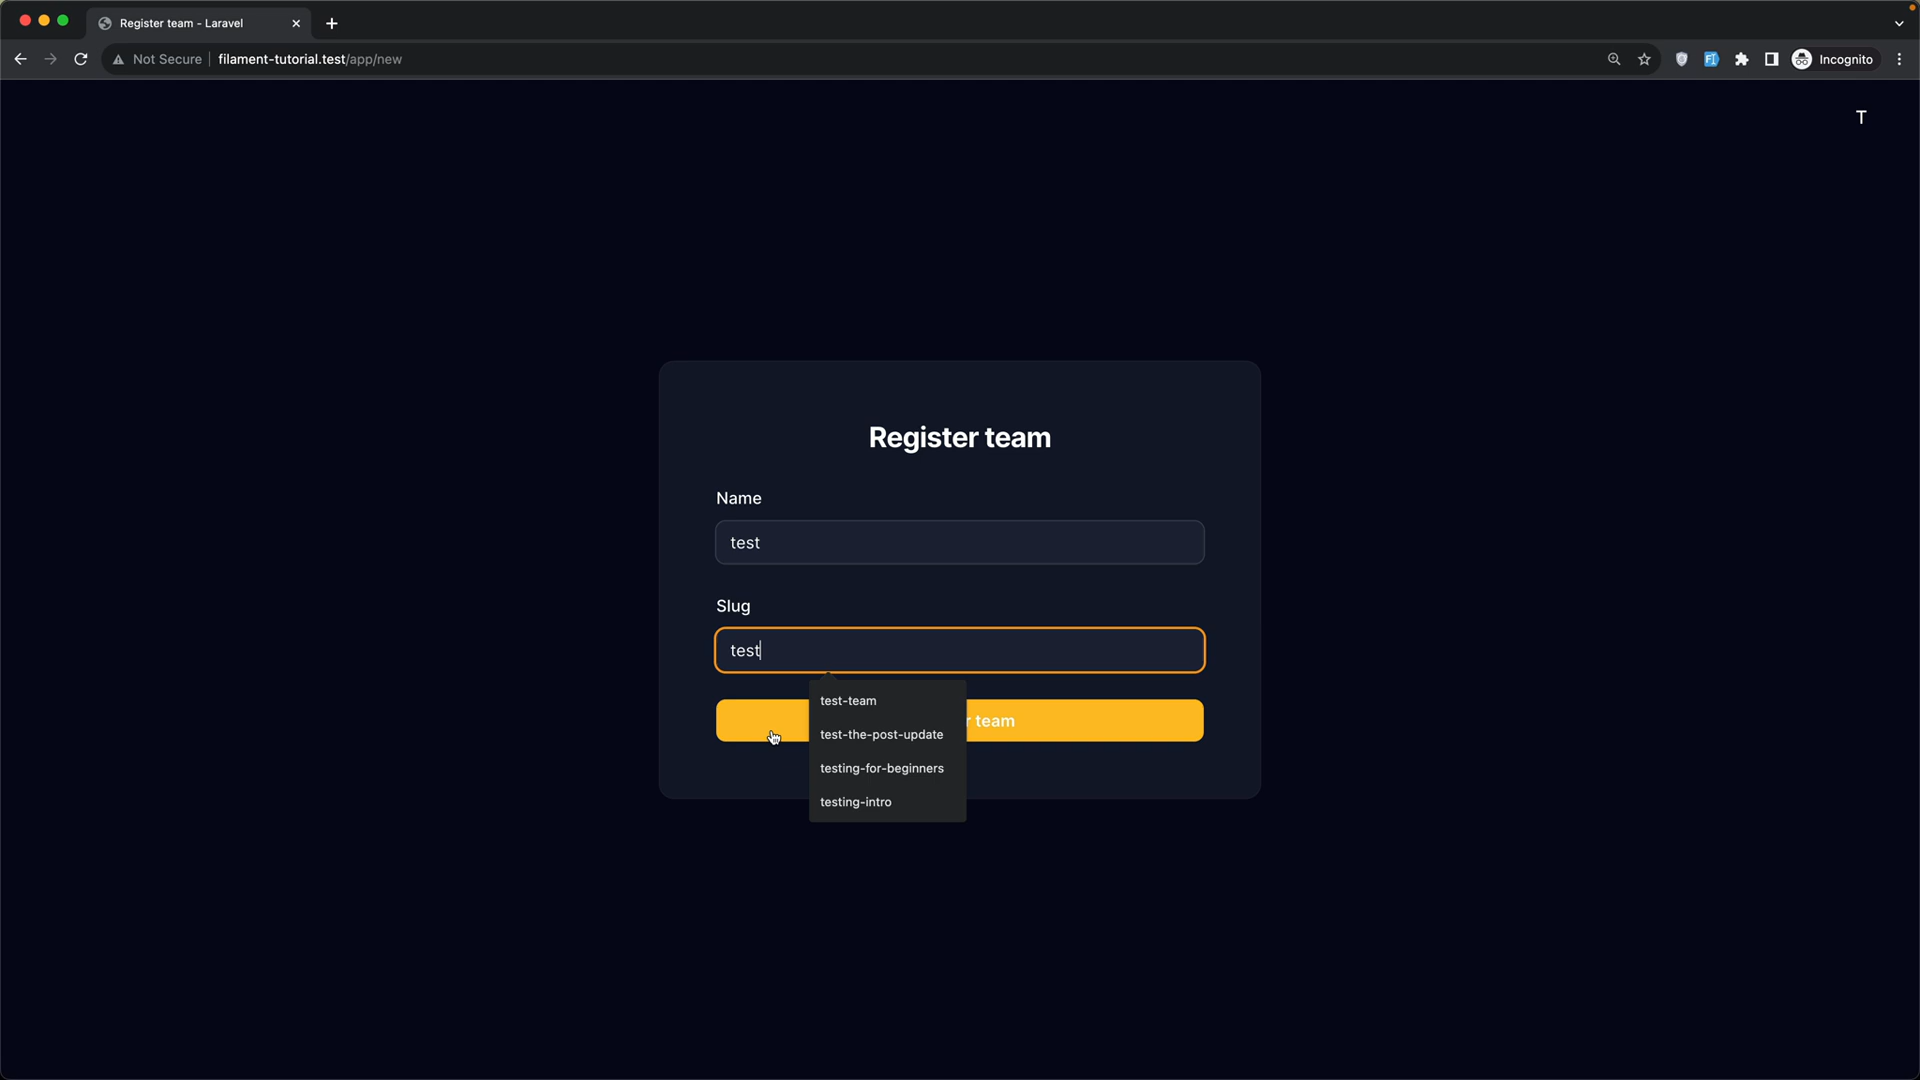 Register team - Laravel
Not Secure filament-tutorial.test/app/new
Incognito
T
Register team
Name
test
Slug
test
test-team
r team
test-the-post-update
testing-for-beginners
testing-intro